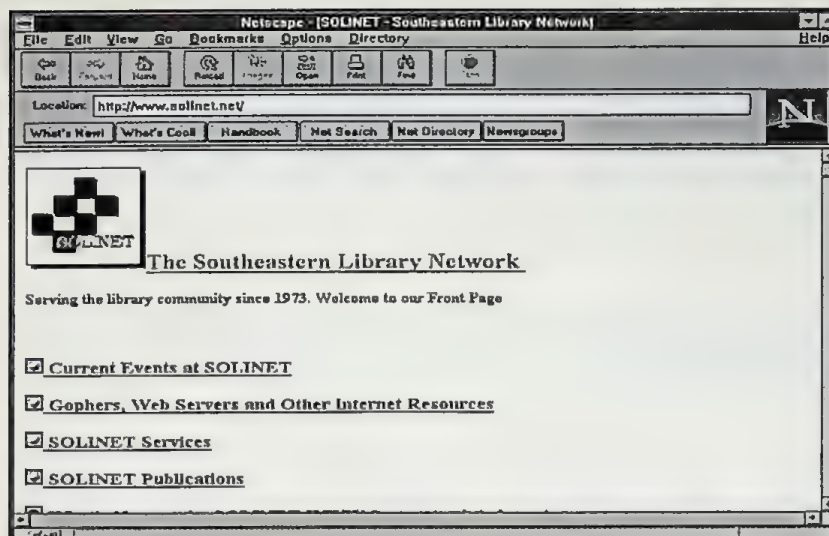 Netscape - [SOLINET - Southeastern Library Network]
File Edit View Go Bookmarks Options Directory Help
Back Forward Home Reload Images Open Print Find Stop
Location: http://www.solinet.net/
What's New! What's Cool! Handbook Net Search Net Directory Newsgroups
N
SOLINET
The Southeastern Library Network
Serving the library community since 1973. Welcome to our Front Page
Current Events at SOLINET
Gophers, Web Servers and Other Internet Resources
SOLINET Services
SOLINET Publications